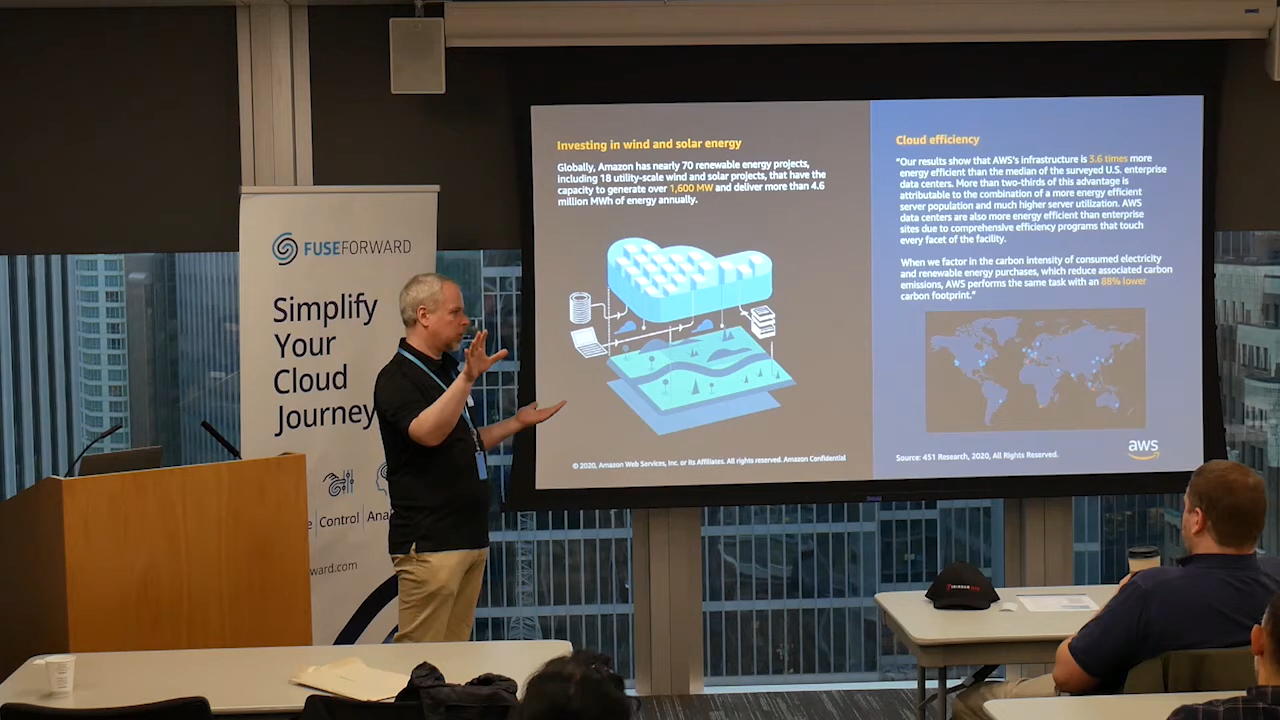 FUSEFORWARD
Simplify
Your
Cloud
Journey
Control
ward.com
Investing in wind and solar energy
Globally, Amazon has nearly 70 renewable energy projects,
including 18 utility-scale wind and solar projects, that have the
capacity to generate over 1,600 MW and deliver more than 4.6
million MWh of energy annually.
© 2020, Amazon Web Services, Inc. or its Affiliates. All rights reserved. Amazon Confidential
Cloud efficiency
"Our results show that AWS's infrastructure is 3.6 times more
energy efficient than the median of the surveyed U.S. enterprise
data centers. More than two-thirds of this advantage is
attributable to the combination of a more energy efficient
server population and much higher server utilization. AWS
data centers are also more energy efficient than enterprise
sites due to comprehensive efficiency programs that touch
every facet of the facility.
When we factor in the carbon intensity of consumed electricity
and renewable energy purchases, which reduce associated carbon
emissions, AWS performs the same task with an 88% lower
carbon footprint."
Source: 451 Research, 2020, All Rights Reserved.
aws